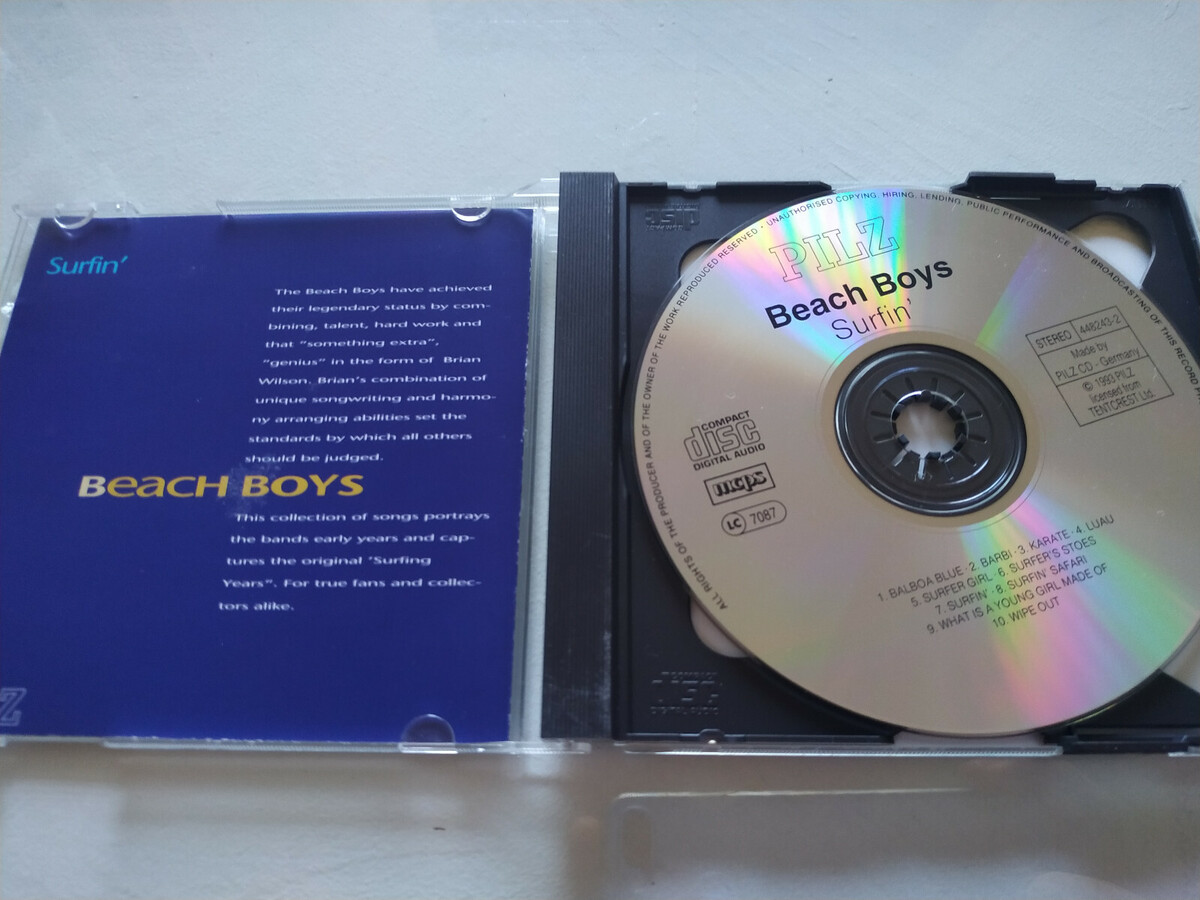 Surfin'
The Beach Boys have achieved
their legendary status by com-
bining, talent, hard work and
that "something extra",
"genius" in the form of Brian
Wilson. Brian's combination of
unique songwriting and harmo-
ny arranging abilities set the
standards by which all others
should be judged.
BEACH BOYS
This collection of songs portrays
the bands early years and cap-
tures the original 'Surfing
Years". For true fans and collec-
tors alike.
Z
ALL RIGHTS OF THE PRODUCER AND OF THE OWNER OF THE WORK REPRODUCED RESERVED · UNAUTHORISED COPYING, HIRING, LENDING, PUBLIC PERFORMANCE AND BROADCASTING OF THIS RECORD
PILZ
Beach Boys
Surfin'
STEREO 448243-2
Made by
PILZ CD - Germany
© 1993 PILZ
licensed from
TENTCREST Ltd.
COMPACT
disc
DIGITAL AUDIO
mcps
LC 7087
1. BALBOA BLUE · 2. BARBI · 3. KARATE · 4. LUAU
5. SURFER GIRL · 6. SURFER'S STOES
7. SURFIN' · 8. SURFIN' SAFARI
9. WHAT IS A YOUNG GIRL MADE OF
10. WIPE OUT
DIGITAL AUDIO